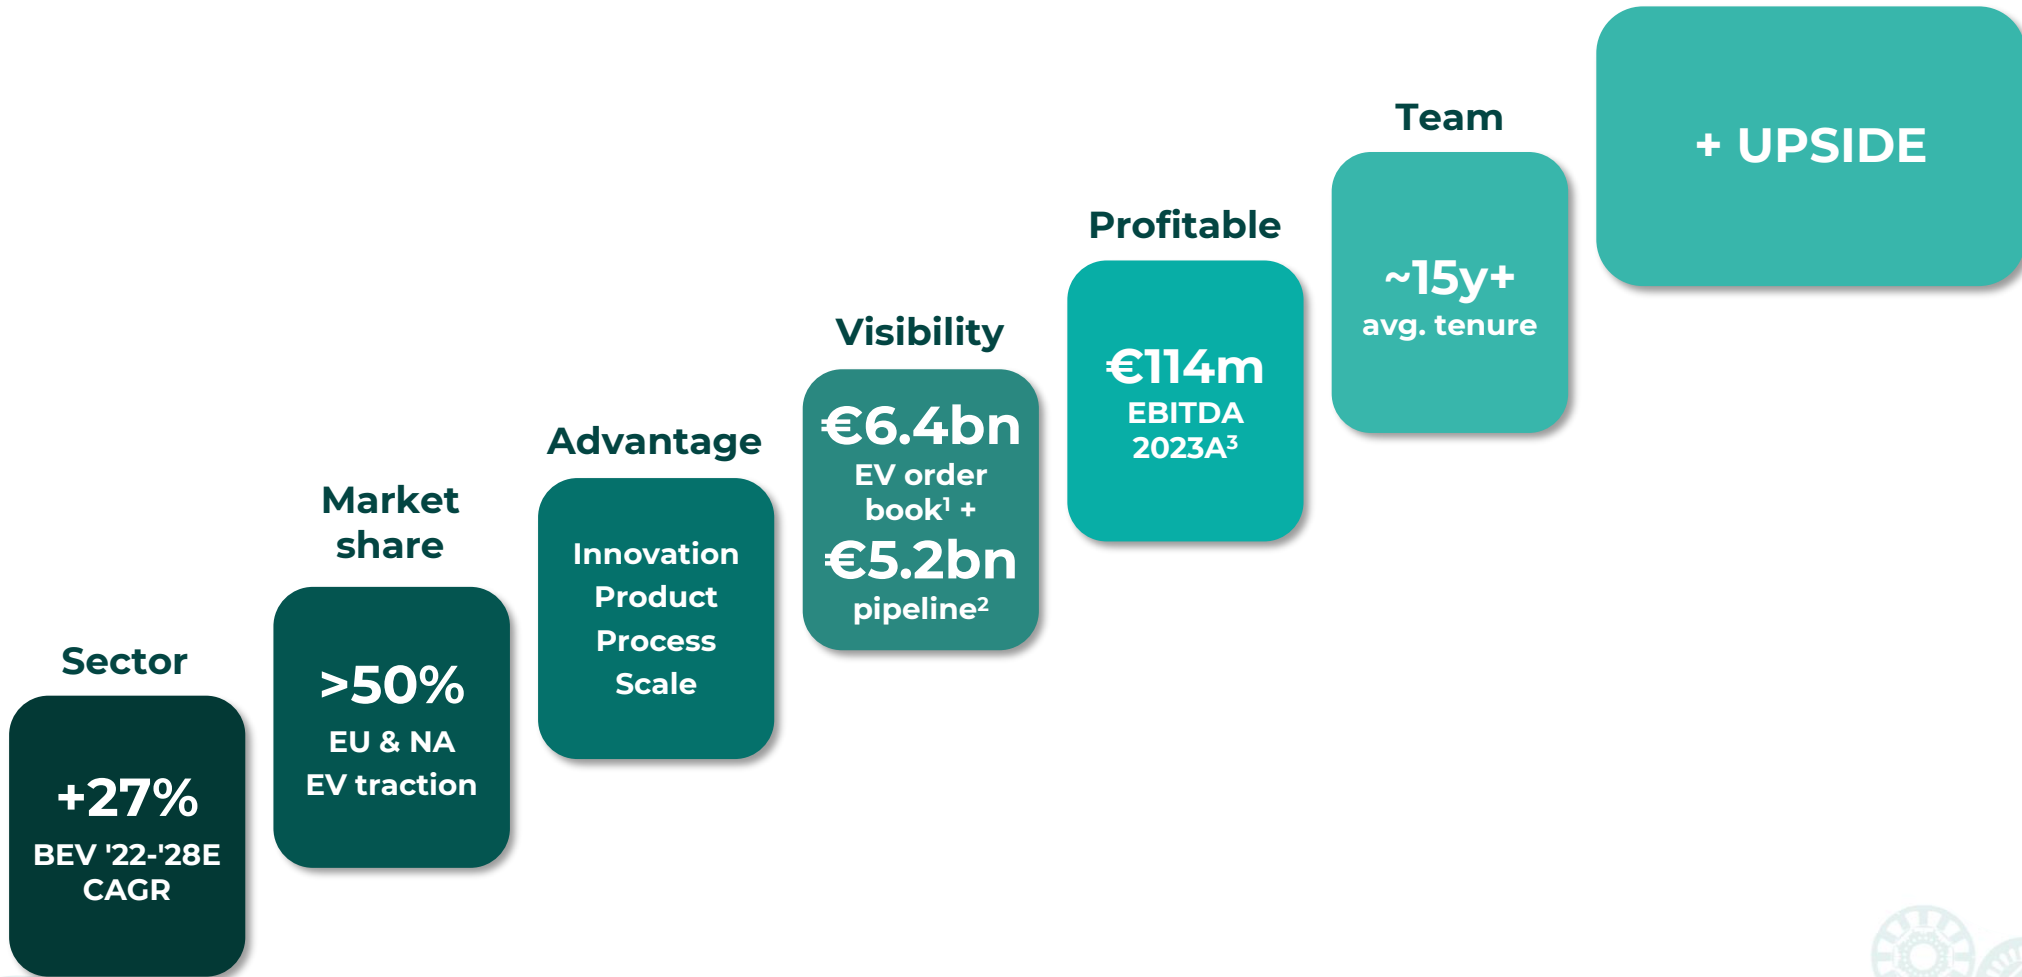 Sector
+27%
BEV '22-'28E
CAGR
Market
share
>50%
EU & NA
EV traction
Advantage
Innovation
Product
Process
Scale
Visibility
€6.4bn
EV order
book¹ +
€5.2bn
pipeline²
Profitable
€114m
EBITDA
2023A³
Team
~15y+
avg. tenure
+ UPSIDE